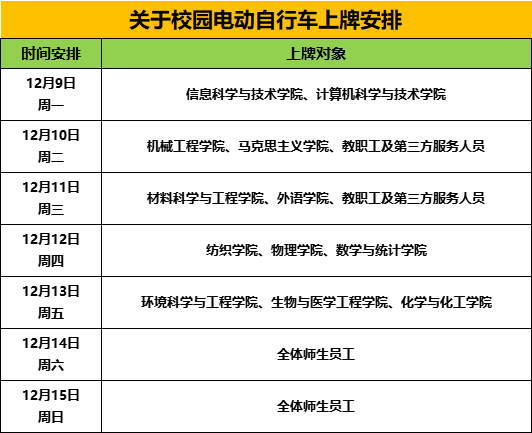 关于校园电动自行车上牌安排
时间安排
上牌对象
12月9日
周一
信息科学与技术学院、计算机科学与技术学院
12月10日
周二
机械工程学院、马克思主义学院、教职工及第三方服务人员
12月11日
周三
材料科学与工程学院、外语学院、教职工及第三方服务人员
12月12日
周四
纺织学院、物理学院、数学与统计学院
12月13日
周五
环境科学与工程学院、生物与医学工程学院、化学与化工学院
12月14日
周六
全体师生员工
12月15日
周日
全体师生员工